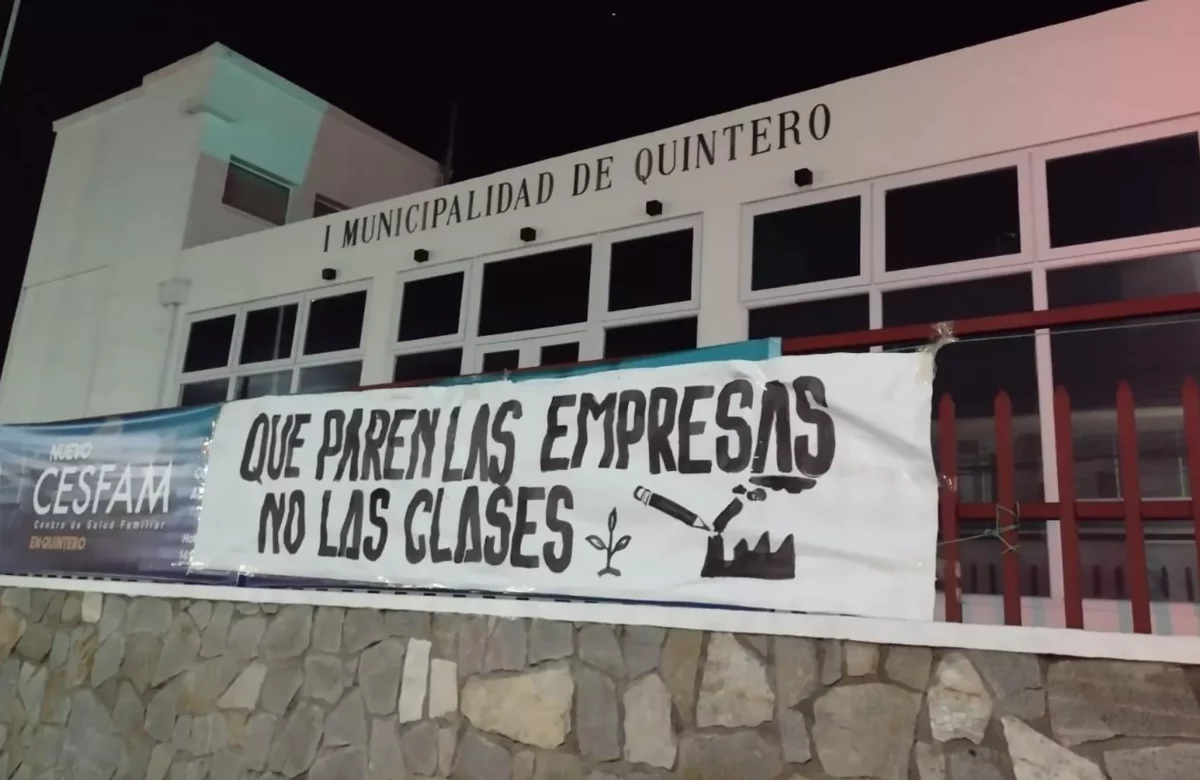 I MUNICIPALIDAD DE QUINTERO
QUE PAREN LAS EMPRESAS
NO LAS CLASES
NUEVO
CESFAM
Centro de Salud Familiar
EN QUINTERO